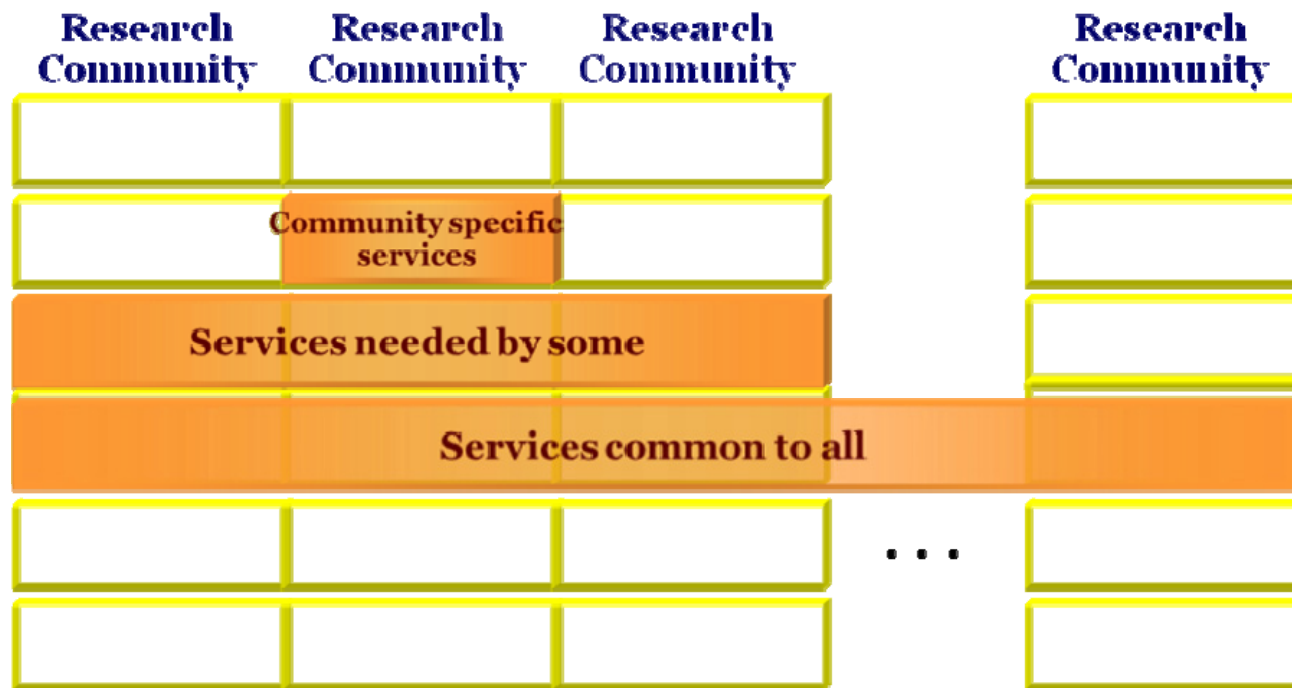 Research
Community
Research
Community
Research
Community
Research
Community
Community specific
services
Services needed by some
Services common to all
. . .